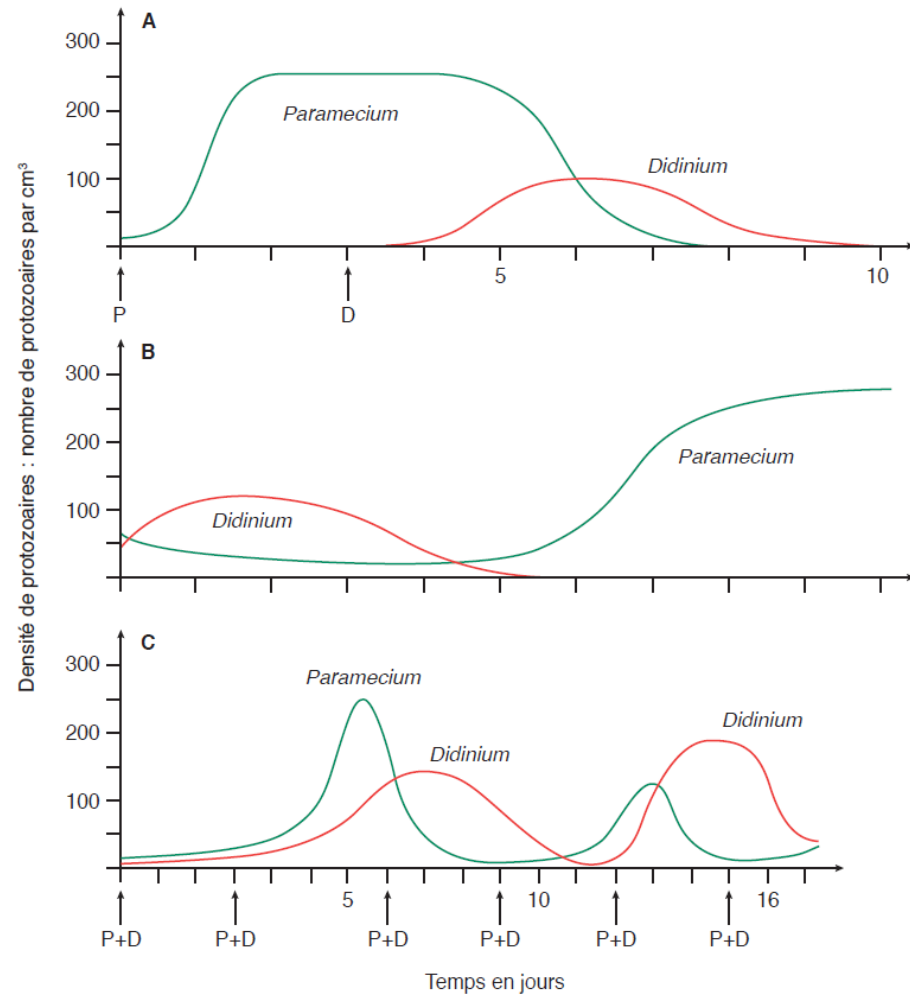 Densité de protozoaires : nombre de protozoaires par cm³
A
300
200
100
Paramecium
Didinium
5
10
P
D
B
300
200
100
Didinium
Paramecium
C
300
200
100
Paramecium
Didinium
Didinium
5
10
16
P+D
P+D
P+D
P+D
P+D
P+D
Temps en jours